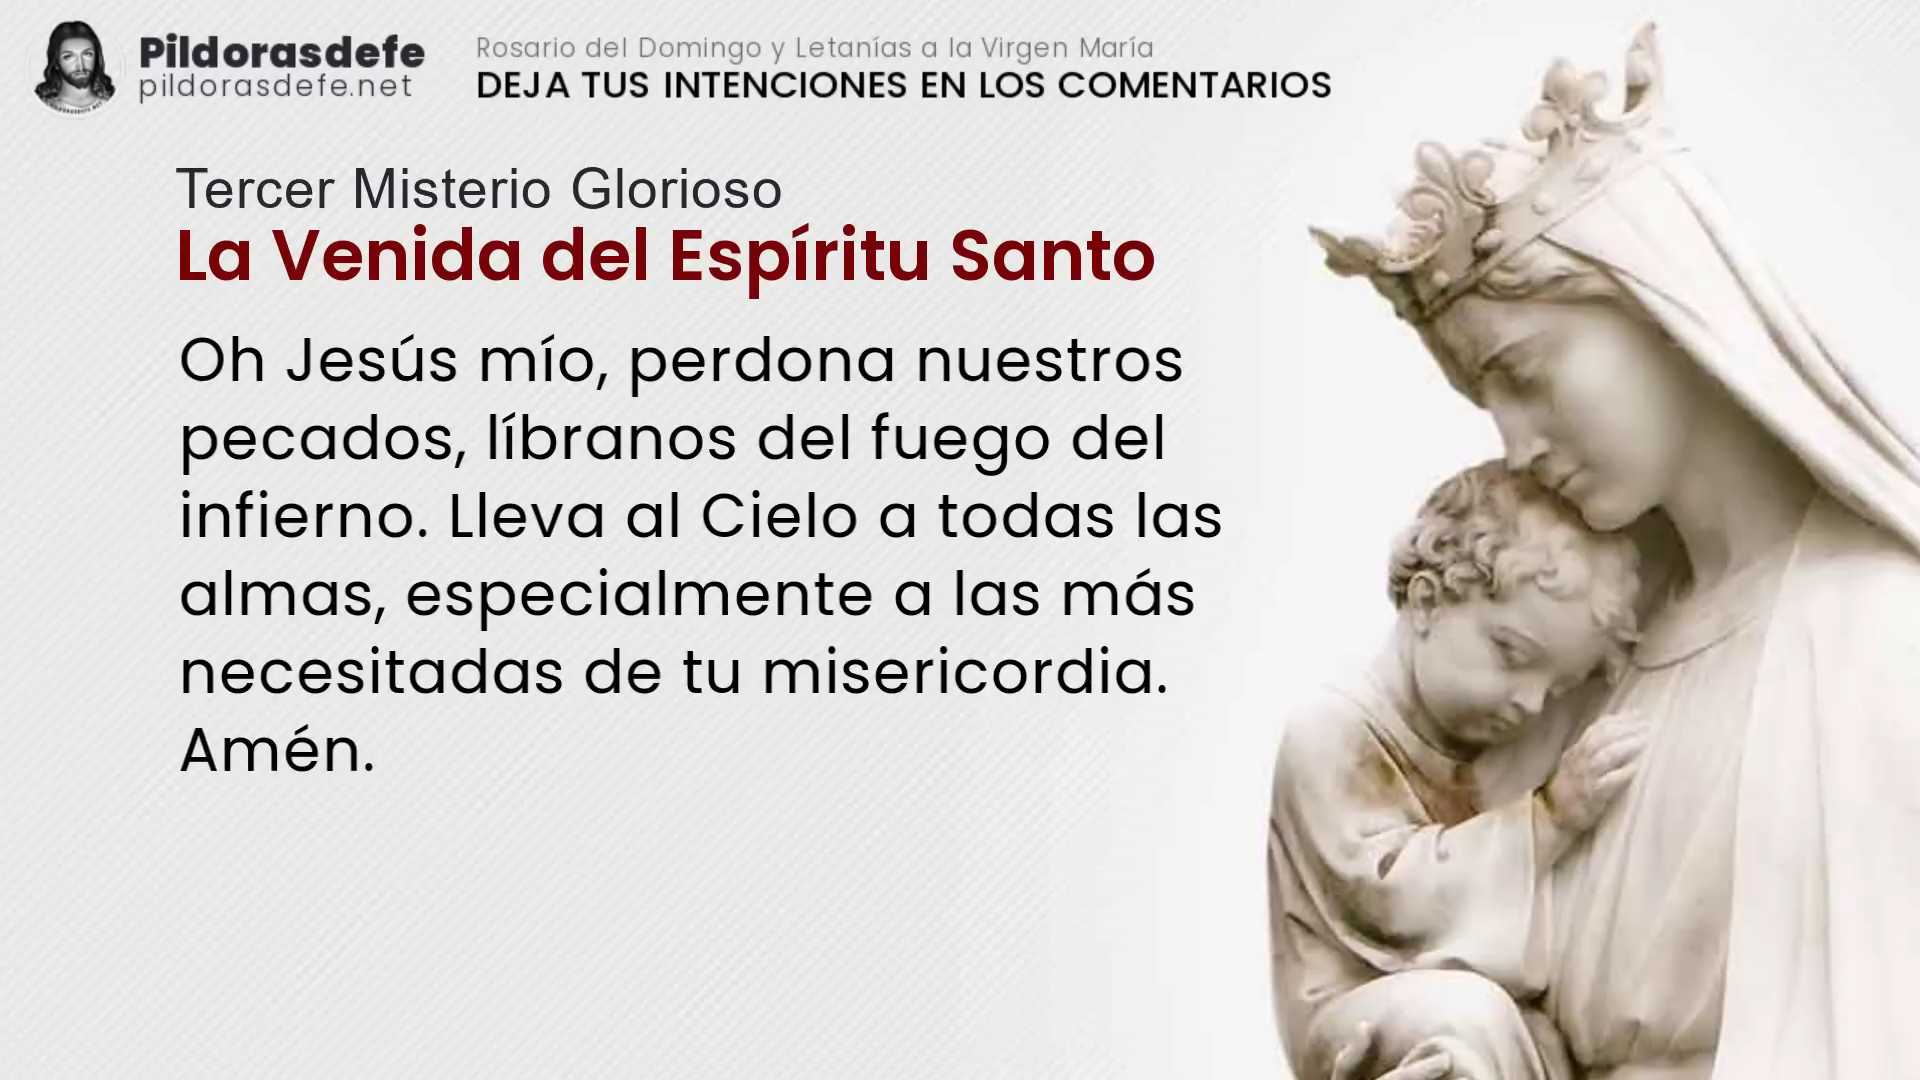 Pildorasdefe
pildorasdefe.net
Rosario del Domingo y Letanías a la Virgen María
DEJA TUS INTENCIONES EN LOS COMENTARIOS
Tercer Misterio Glorioso
La Venida del Espíritu Santo
Oh Jesús mío, perdona nuestros
pecados, líbranos del fuego del
infierno. Lleva al Cielo a todas las
almas, especialmente a las más
necesitadas de tu misericordia.
Amén.